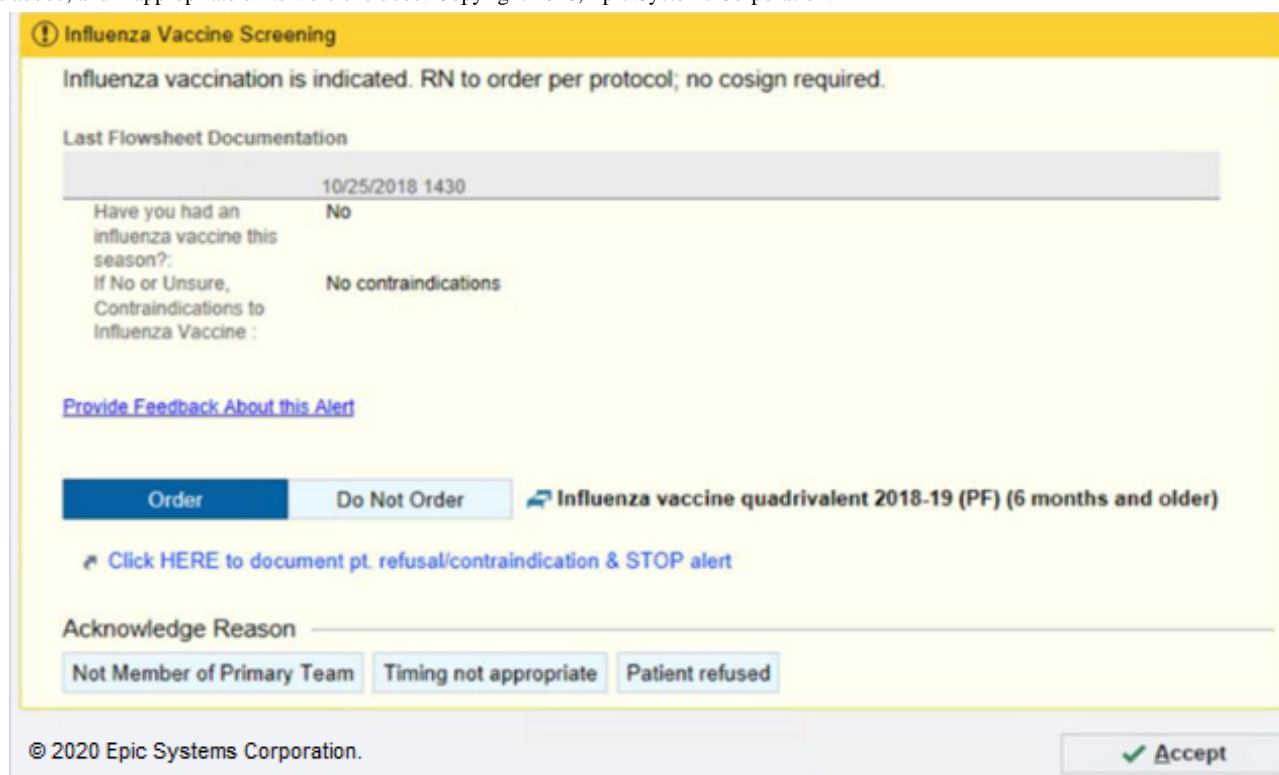 Influenza Vaccine Screening
Influenza vaccination is indicated. RN to order per protocol; no cosign required.
Last Flowsheet Documentation
10/25/2018 1430
Have you had an influenza vaccine this season?: No
If No or Unsure, Contraindications to Influenza Vaccine : No contraindications
Provide Feedback About this Alert
Order Do Not Order Influenza vaccine quadrivalent 2018-19 (PF) (6 months and older)
Click HERE to document pt. refusal/contraindication & STOP alert
Acknowledge Reason
Not Member of Primary Team Timing not appropriate Patient refused
© 2020 Epic Systems Corporation.
Accept